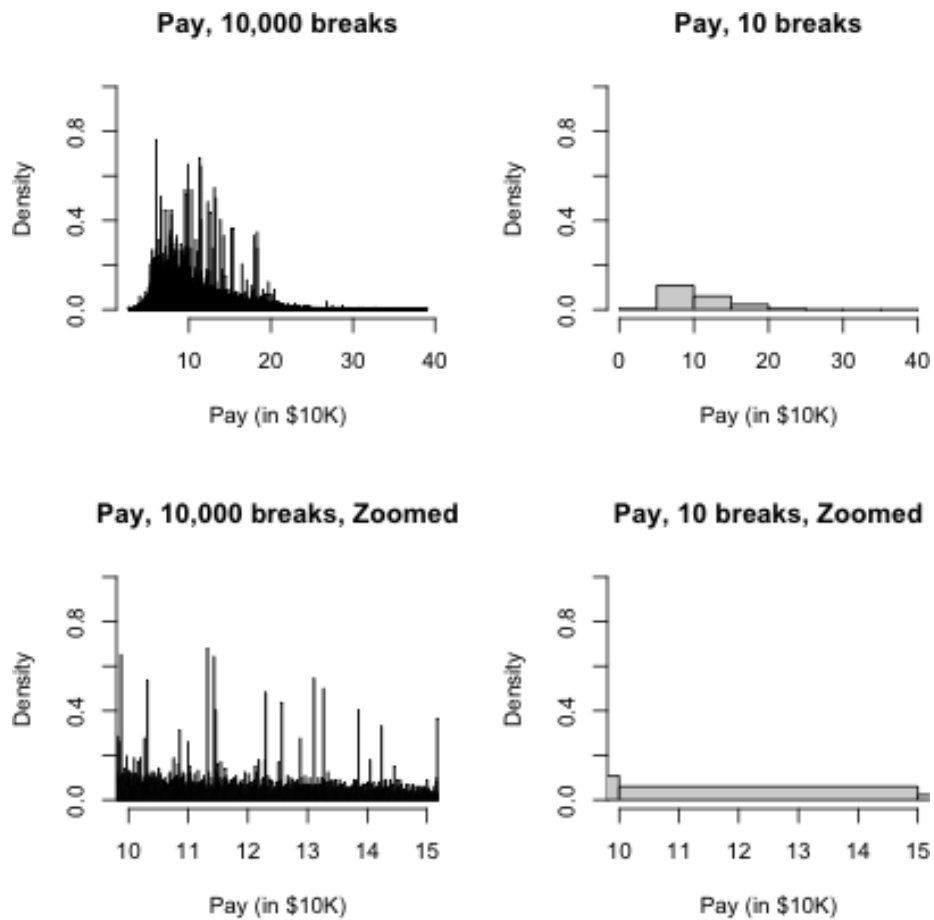 Pay, 10,000 breaks
Density
0.0 0.4 0.8
10 20 30 40
Pay (in $10K)
Pay, 10 breaks
Density
0.0 0.4 0.8
0 10 20 30 40
Pay (in $10K)
Pay, 10,000 breaks, Zoomed
Density
0.0 0.4 0.8
10 11 12 13 14 15
Pay (in $10K)
Pay, 10 breaks, Zoomed
Density
0.0 0.4 0.8
10 11 12 13 14 15
Pay (in $10K)